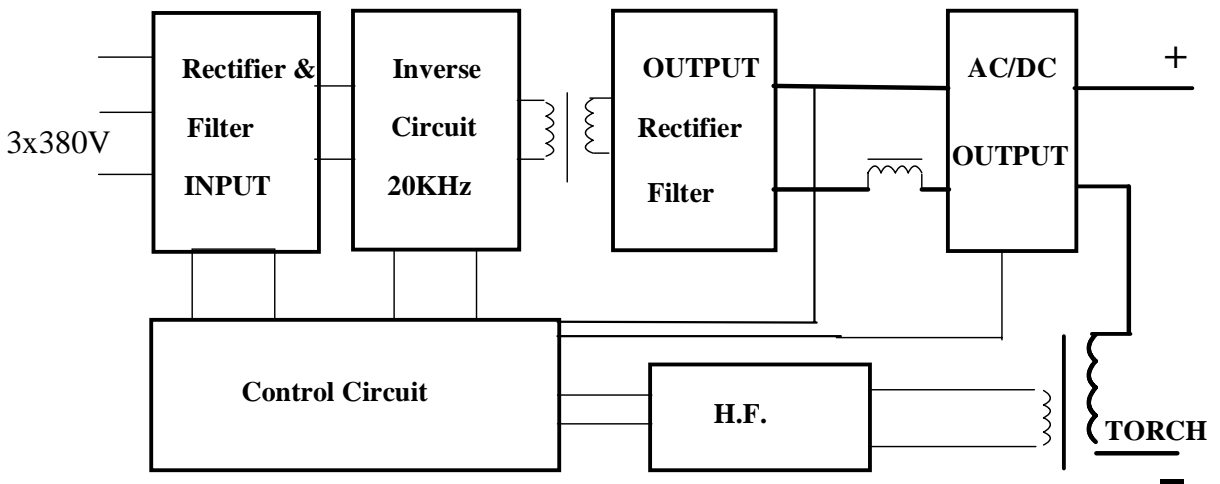 3x380V
Rectifier &
Filter
INPUT
Inverse
Circuit
20KHz
OUTPUT
Rectifier
Filter
AC/DC
OUTPUT
+
Control Circuit
H.F.
TORCH
-